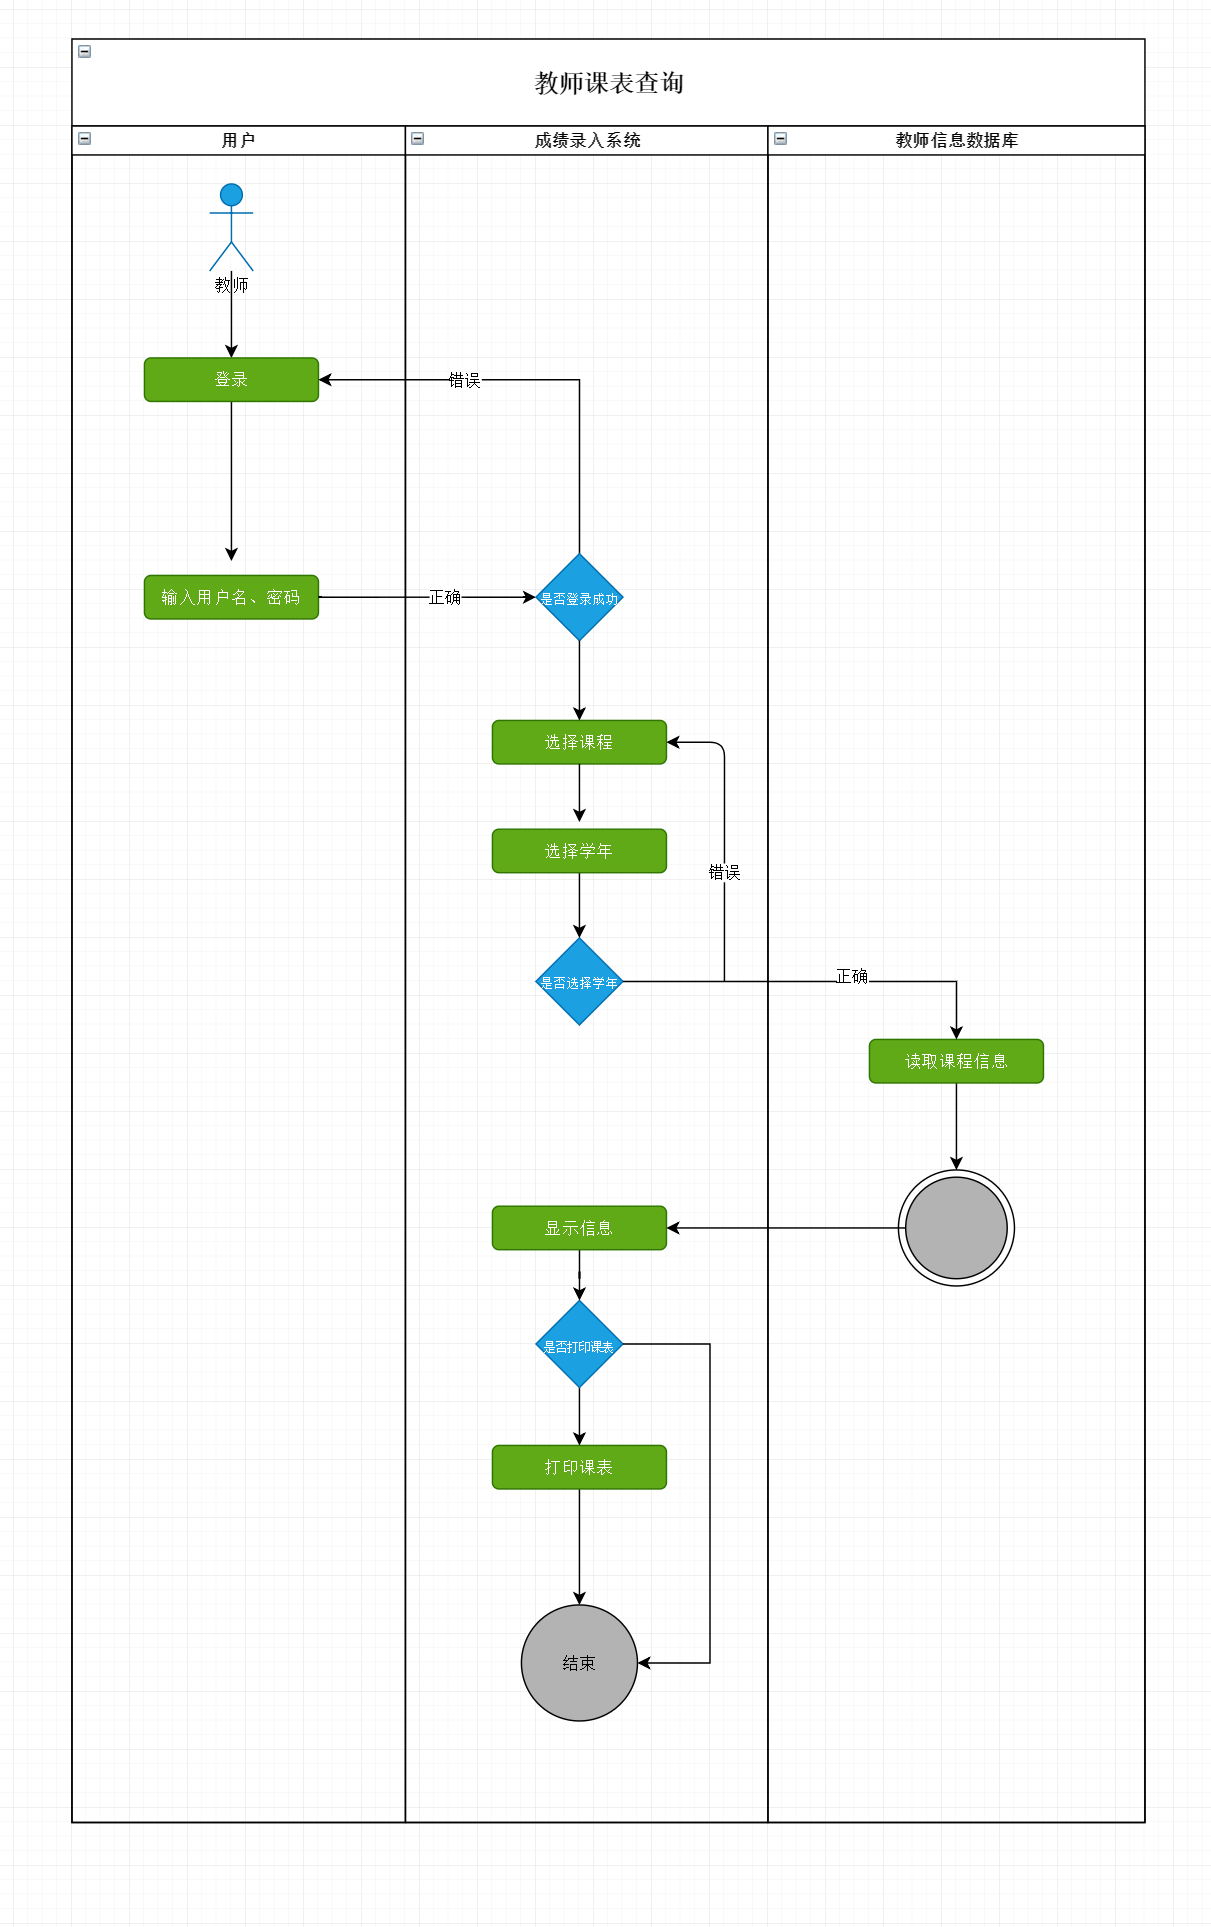 教师课表查询
用户
成绩录入系统
教师信息数据库
教师
登录
错误
输入用户名、密码
正确
是否登录成功
选择课程
选择学年
错误
是否选择学年
正确
读取课程信息
显示信息
是否打印课表
打印课表
结束